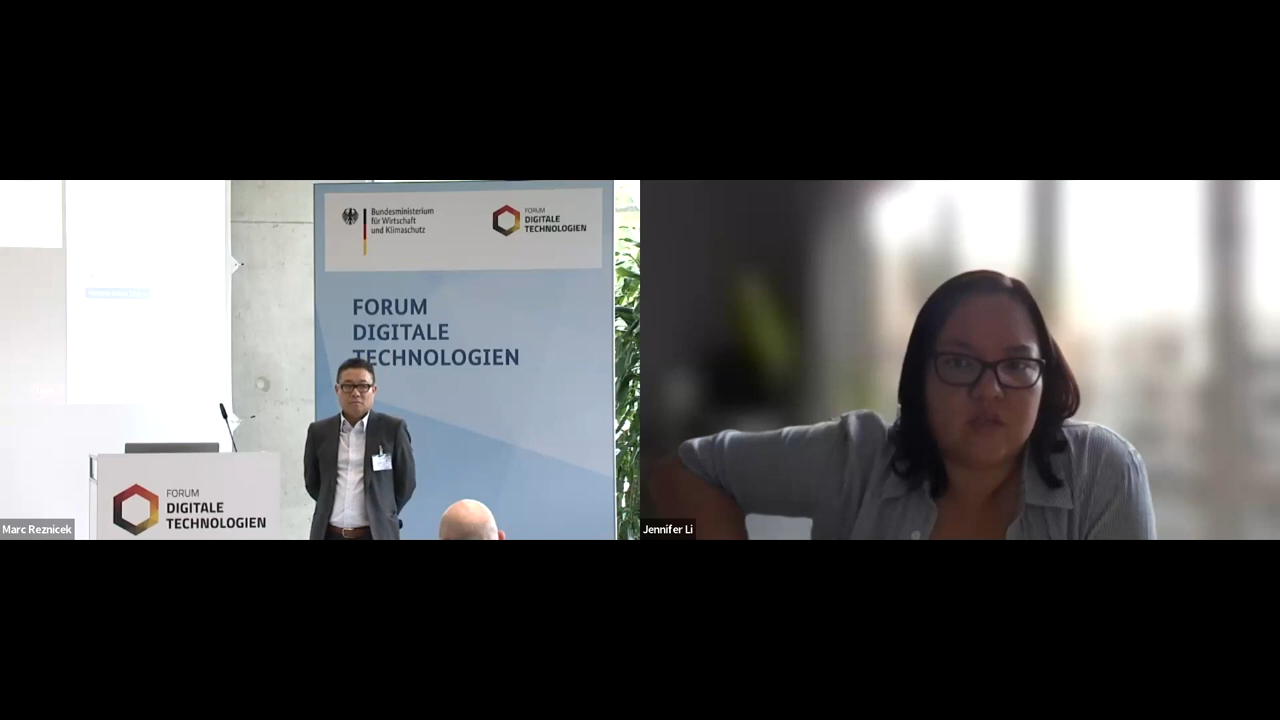 Bundesministerium
für Wirtschaft
und Klimaschutz
FORUM
DIGITALE
TECHNOLOGIEN
FORUM
DIGITALE
TECHNOLOGIEN
FORUM
DIGITALE
TECHNOLOGIEN
Marc Reznicek
Jennifer Li